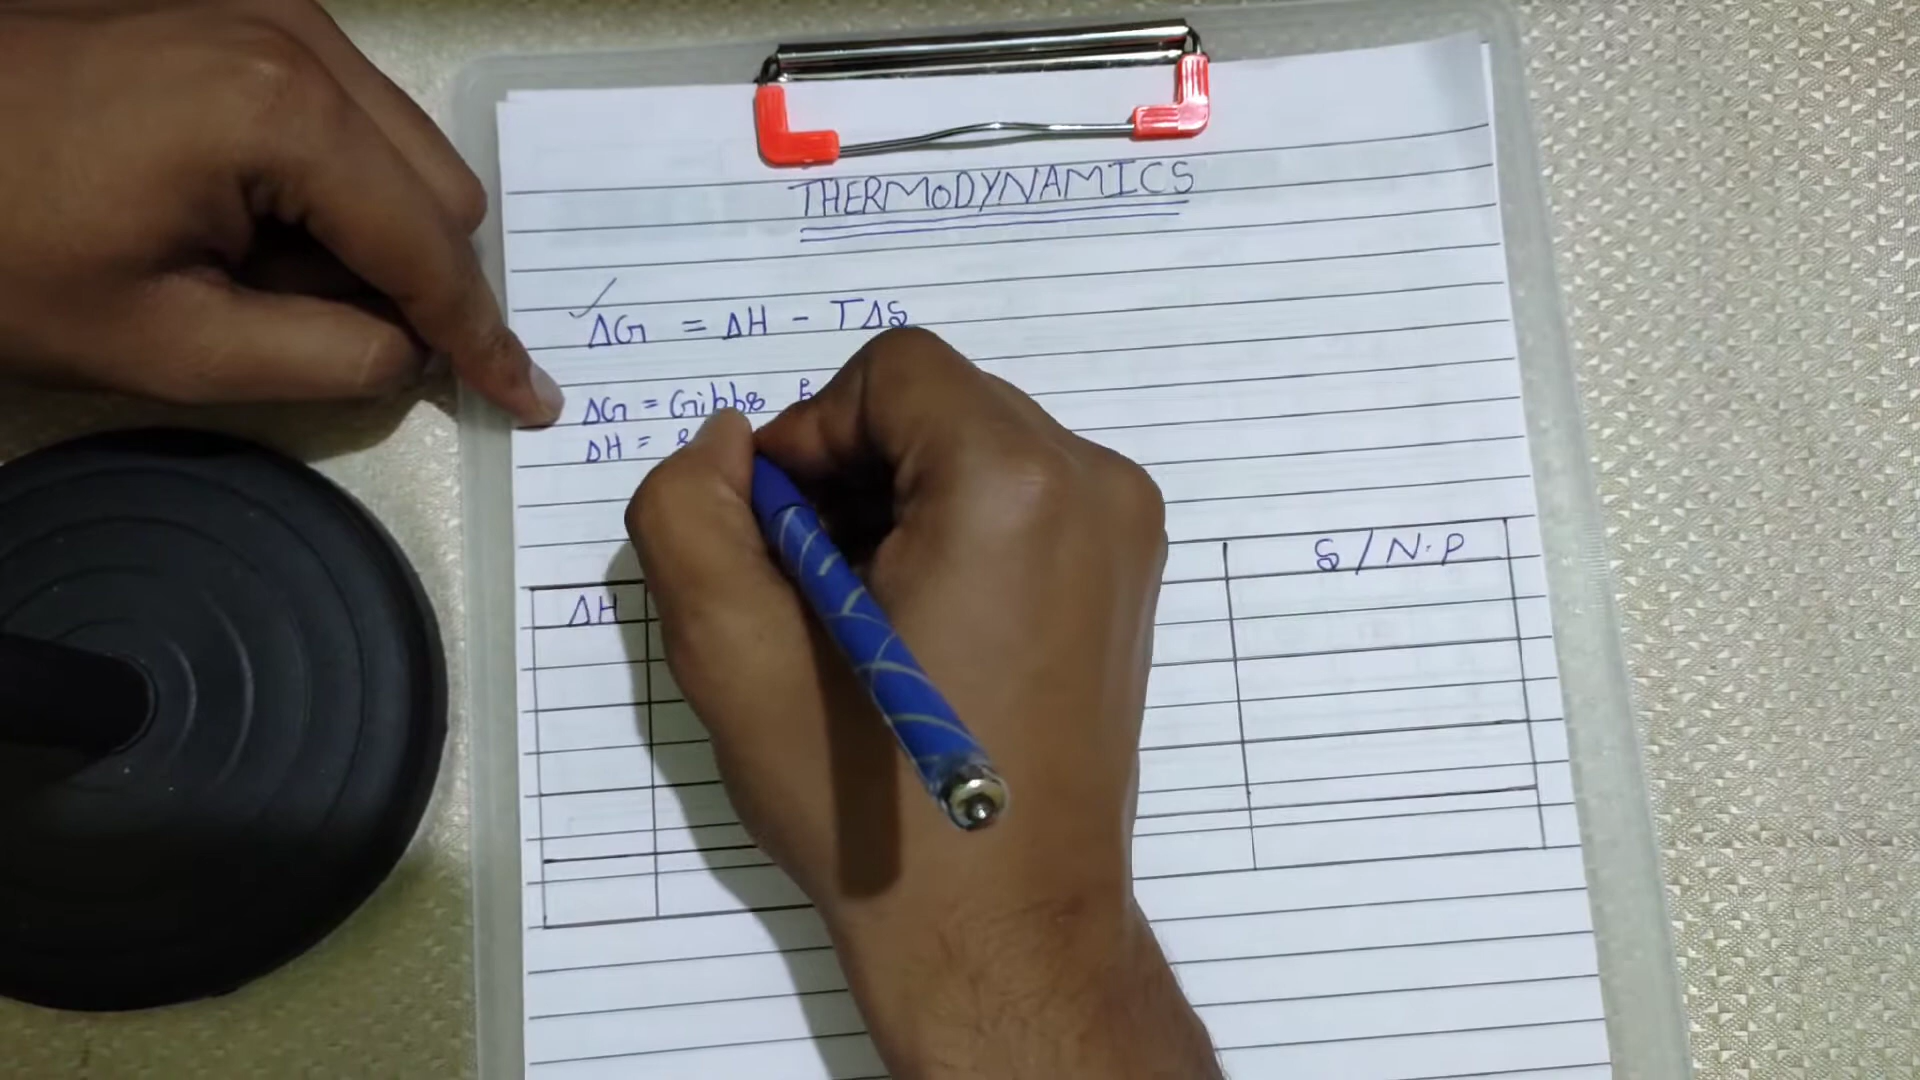 THERMODYNAMICS
ΔG = ΔH - TΔS
ΔG = Gibbs
ΔH =
ΔH
S/N.P